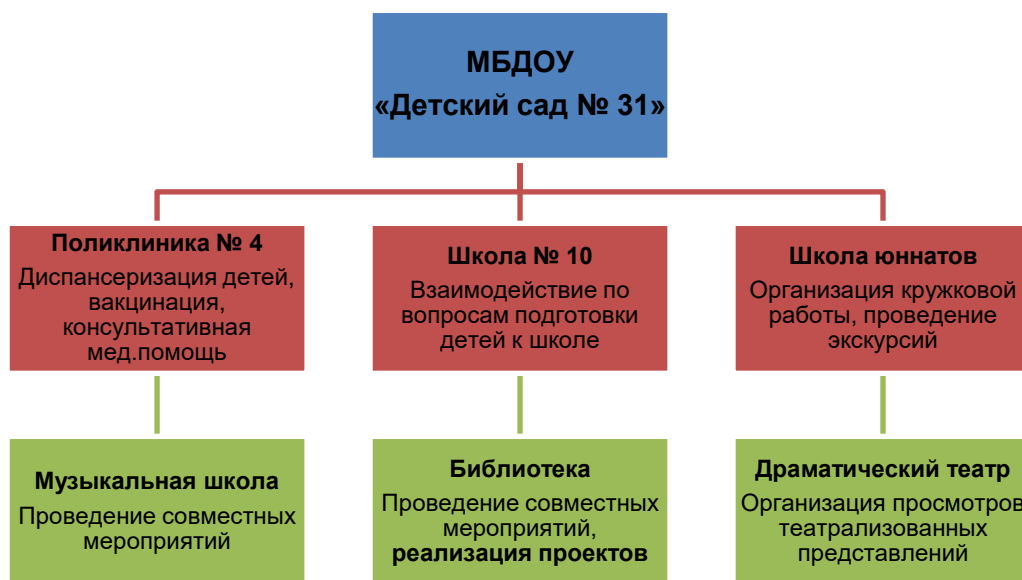 МБДОУ
«Детский сад № 31»
Поликлиника № 4
Диспансеризация детей,
вакцинация,
консультативная
мед.помощь
Школа № 10
Взаимодействие по
вопросам подготовки
детей к школе
Школа юннатов
Организация кружковой
работы, проведение
экскурсий
Музыкальная школа
Проведение совместных
мероприятий
Библиотека
Проведение совместных
мероприятий,
реализация проектов
Драматический театр
Организация просмотров
театрализованных
представлений